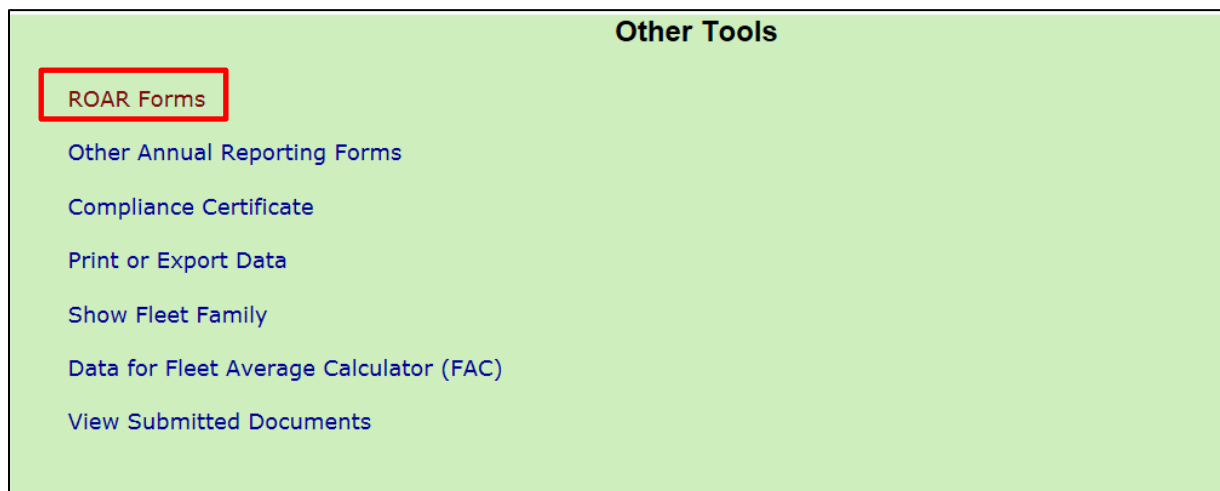 Other Tools
ROAR Forms
Other Annual Reporting Forms
Compliance Certificate
Print or Export Data
Show Fleet Family
Data for Fleet Average Calculator (FAC)
View Submitted Documents